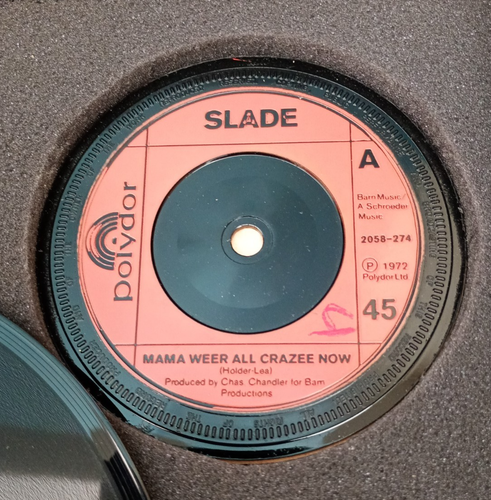 SLADE
A
polydor
Barn Music/
A Schroeder
Music
2058-274
Ⓟ 1972
Polydor Ltd
45
MAMA WEER ALL CRAZEE NOW
(Holder-Lea)
Produced by Chas. Chandler for Barn
Productions